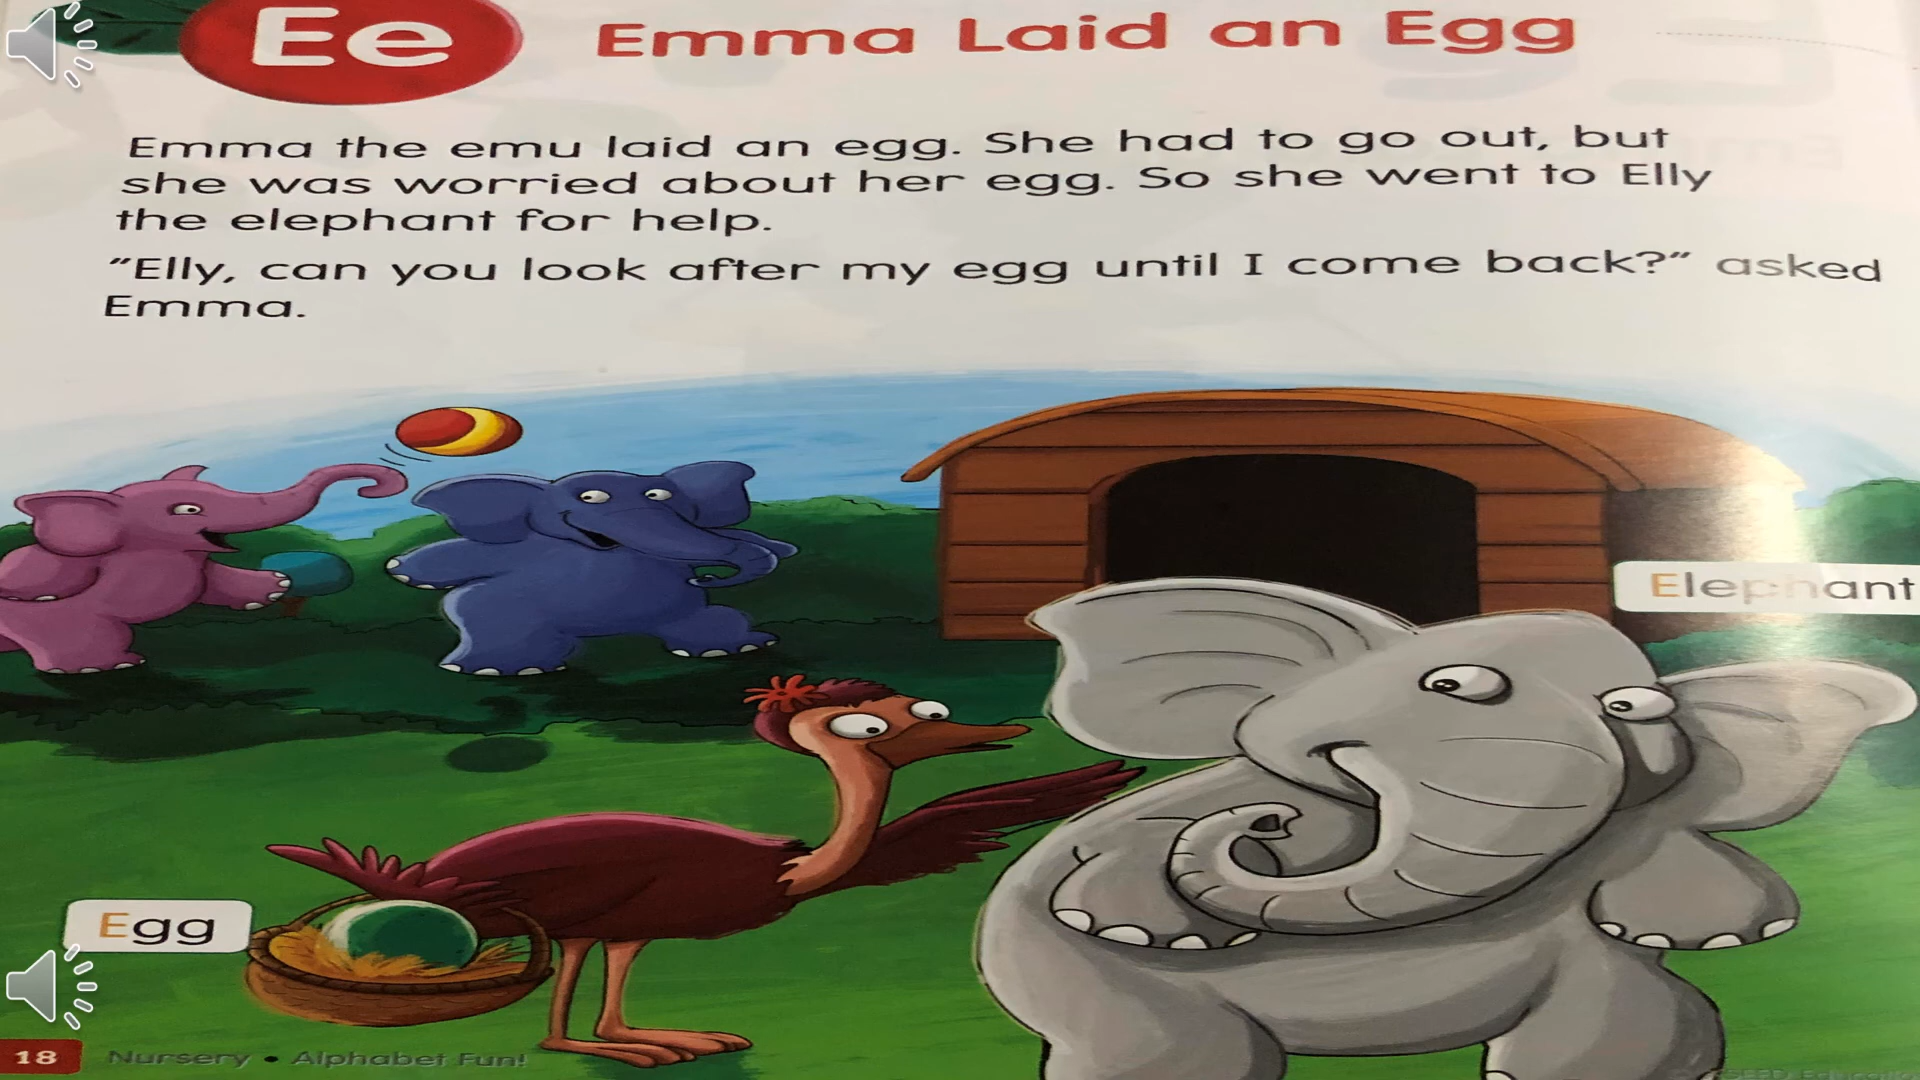 Ee Emma Laid an Egg
Emma the emu laid an egg. She had to go out, but
she was worried about her egg. So she went to Elly
the elephant for help.
“Elly, can you look after my egg until I come back?” asked
Emma.
Elephant
Egg
18 Nursery • Alphabet Fun!